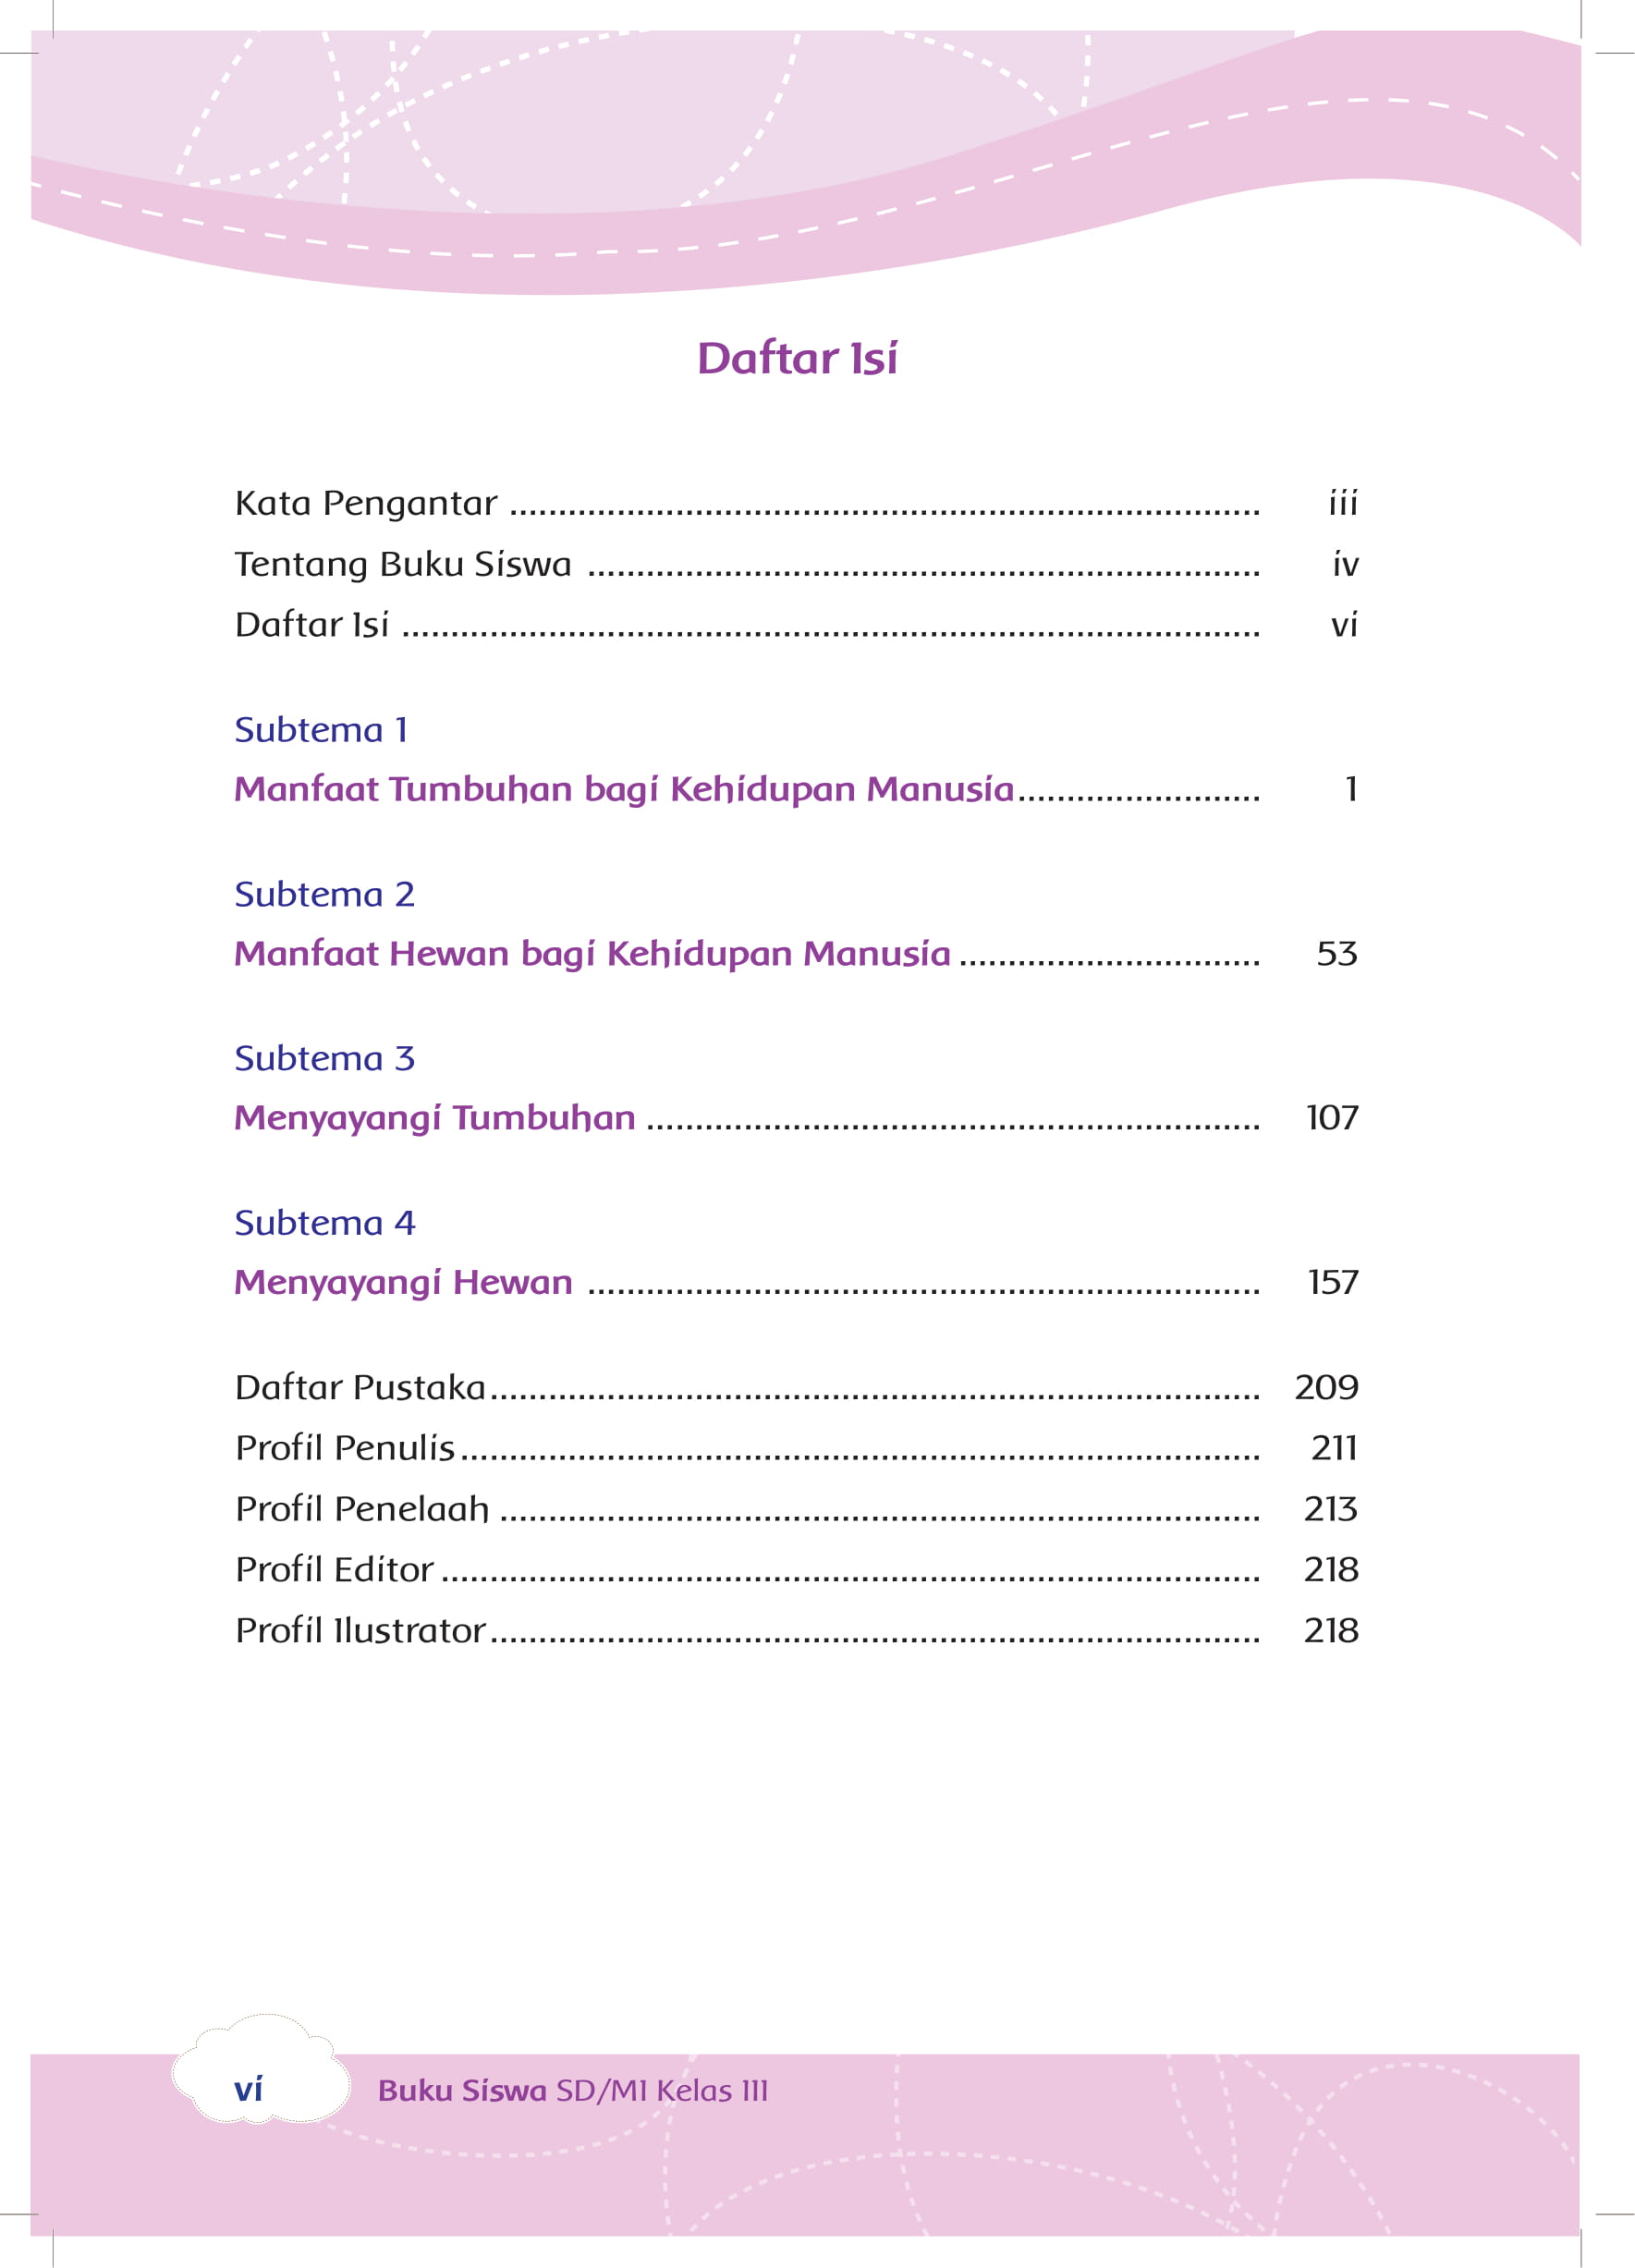 Daftar Isi
Kata Pengantar ............................................................................. iii
Tentang Buku Siswa ..................................................................... iv
Daftar Isi ........................................................................................ vi
Subtema 1
Manfaat Tumbuhan bagi Kehidupan Manusia......................... 1
Subtema 2
Manfaat Hewan bagi Kehidupan Manusia ............................... 53
Subtema 3
Menyayangi Tumbuhan ............................................................... 107
Subtema 4
Menyayangi Hewan ..................................................................... 157
Daftar Pustaka............................................................................... 209
Profil Penulis.................................................................................. 211
Profil Penelaah .............................................................................. 213
Profil Editor .................................................................................... 218
Profil Ilustrator............................................................................... 218
vi Buku Siswa SD/MI Kelas III